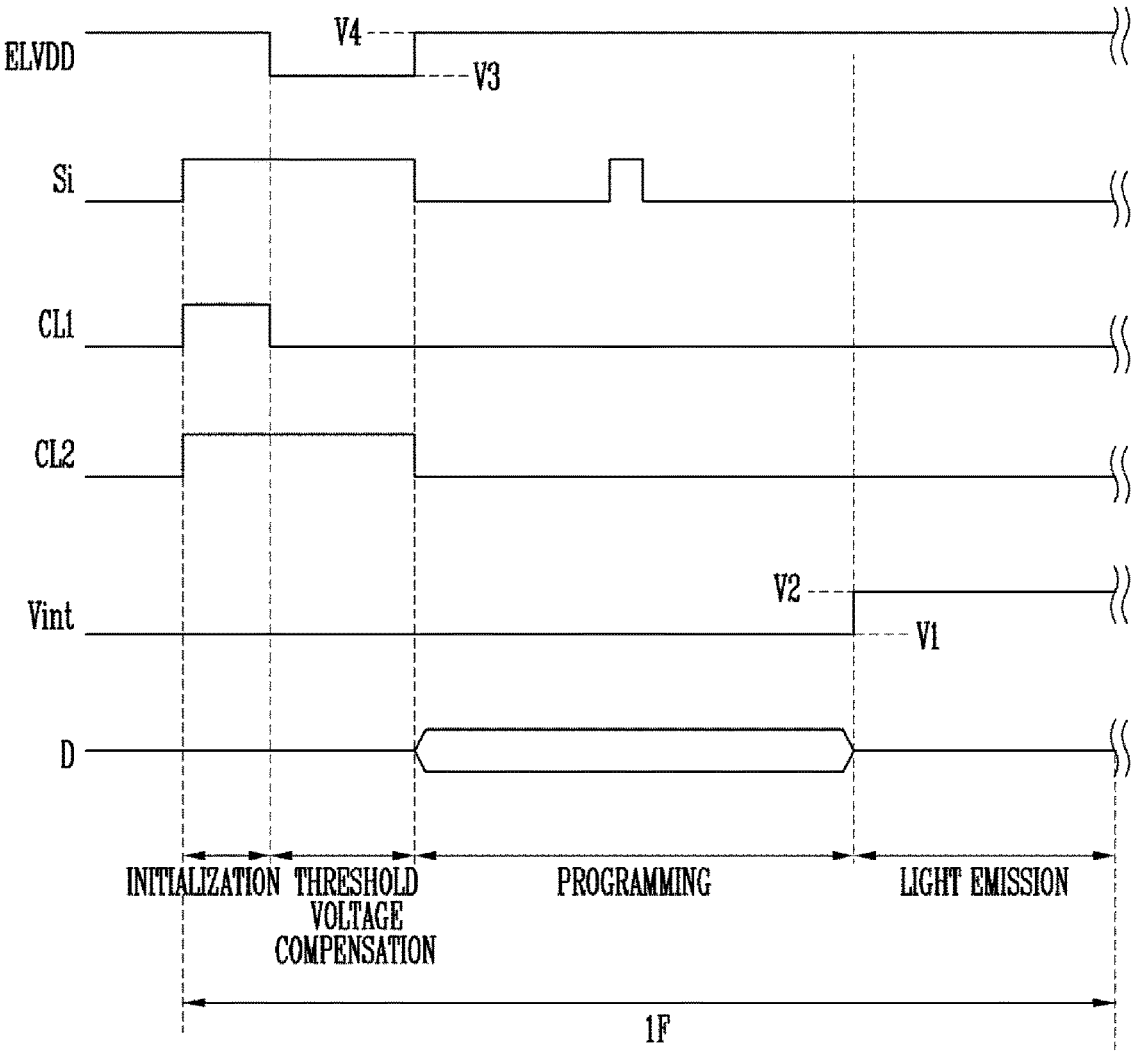 ELVDD
V4
V3
Si
CL1
CL2
Vint
V2
V1
D
INITIALIZATION
THRESHOLD
VOLTAGE
COMPENSATION
PROGRAMMING
LIGHT EMISSION
1F